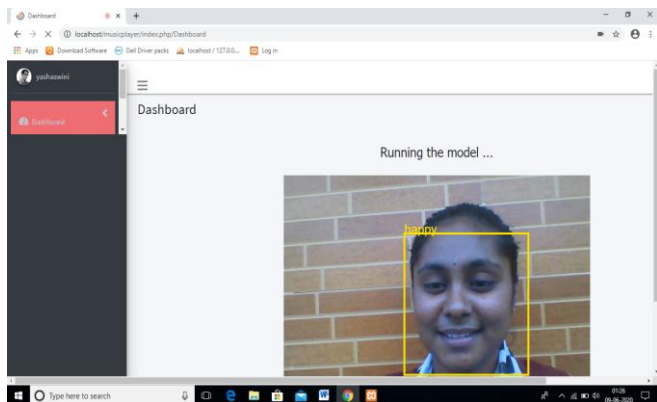 Dashboard
localhost/musicplayer/index.php/Dashboard
Apps Download Software Dell Driver packs localhost / 127.0.0... Log in
yashaswini
Dashboard
Dashboard
Running the model ...
happy
Type here to search
01:26
09-06-2020